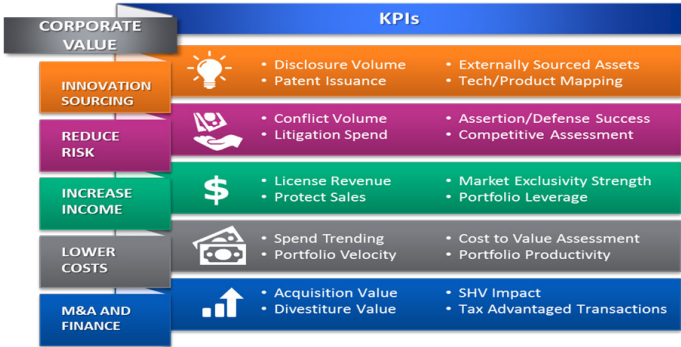 CORPORATE
VALUE
KPIs
INNOVATION
SOURCING
• Disclosure Volume
• Patent Issuance
• Externally Sourced Assets
• Tech/Product Mapping
REDUCE
RISK
• Conflict Volume
• Litigation Spend
• Assertion/Defense Success
• Competitive Assessment
INCREASE
INCOME
$
• License Revenue
• Protect Sales
• Market Exclusivity Strength
• Portfolio Leverage
LOWER
COSTS
• Spend Trending
• Portfolio Velocity
• Cost to Value Assessment
• Portfolio Productivity
M&A AND
FINANCE
• Acquisition Value
• Divestiture Value
• SHV Impact
• Tax Advantaged Transactions